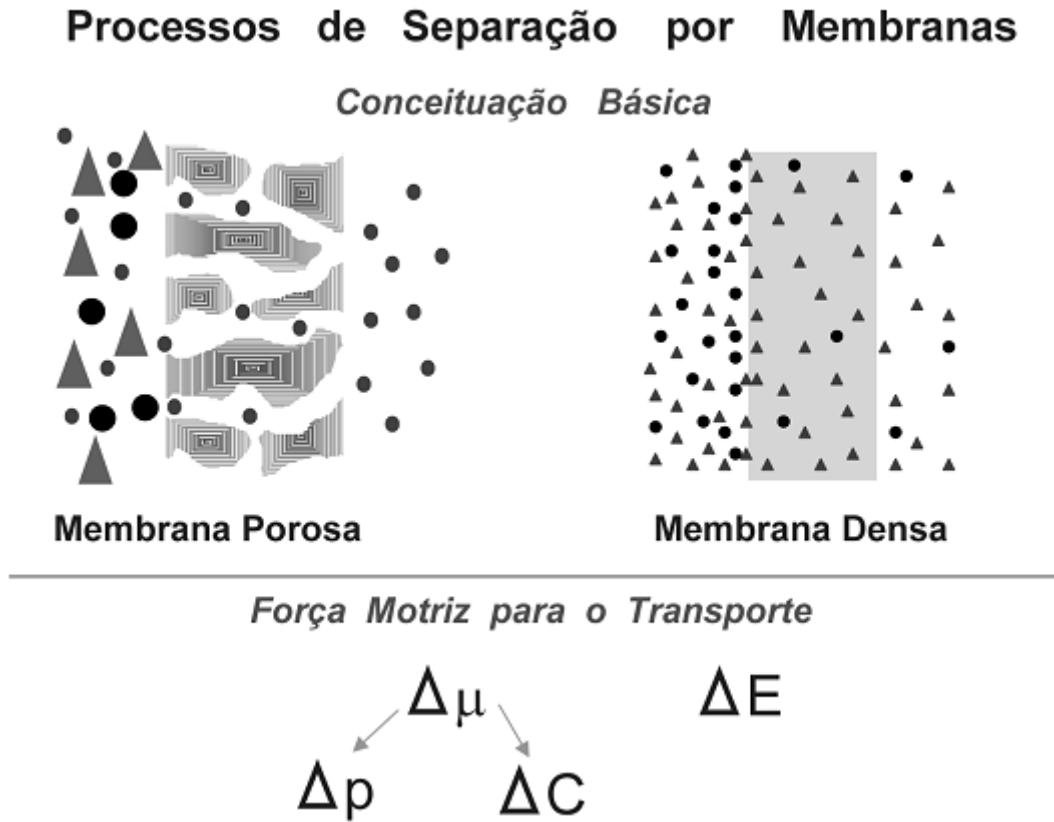 Processos de Separação por Membranas
Conceituação Básica
Membrana Porosa
Membrana Densa
Força Motriz para o Transporte
Δμ
ΔE
Δp
ΔC